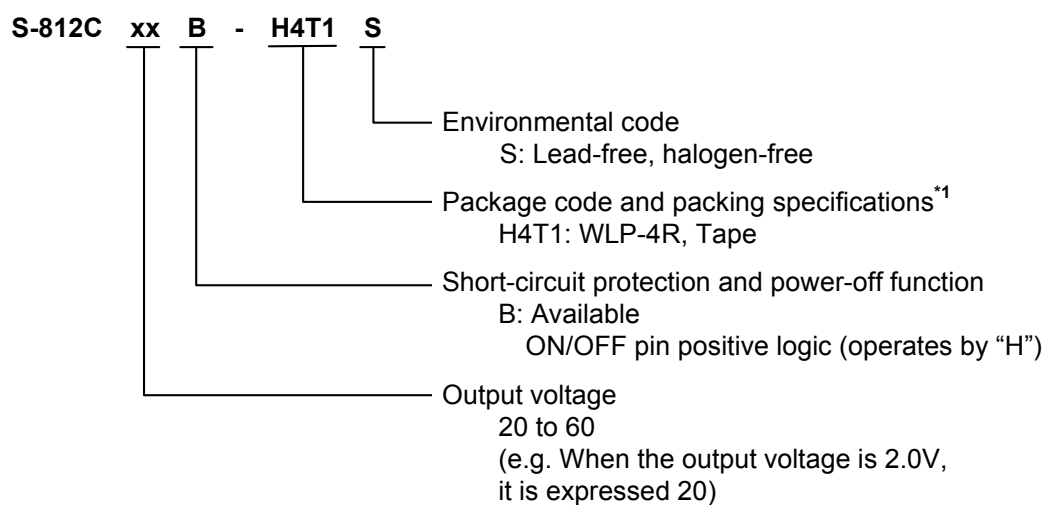 S-812C xx B - H4T1 S
Environmental code
S: Lead-free, halogen-free
Package code and packing specifications*1
H4T1: WLP-4R, Tape
Short-circuit protection and power-off function
B: Available
ON/OFF pin positive logic (operates by “H”)
Output voltage
20 to 60
(e.g. When the output voltage is 2.0V,
it is expressed 20)